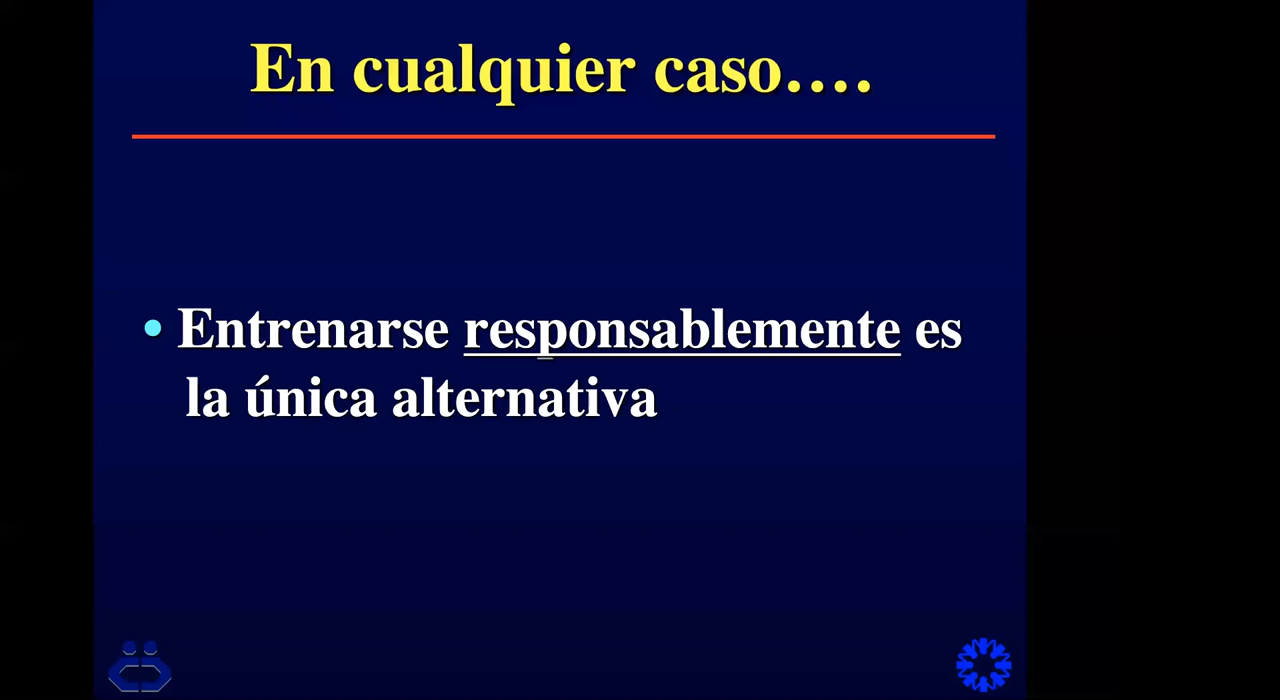 En cualquier caso….
• Entrenarse responsablemente es
la única alternativa